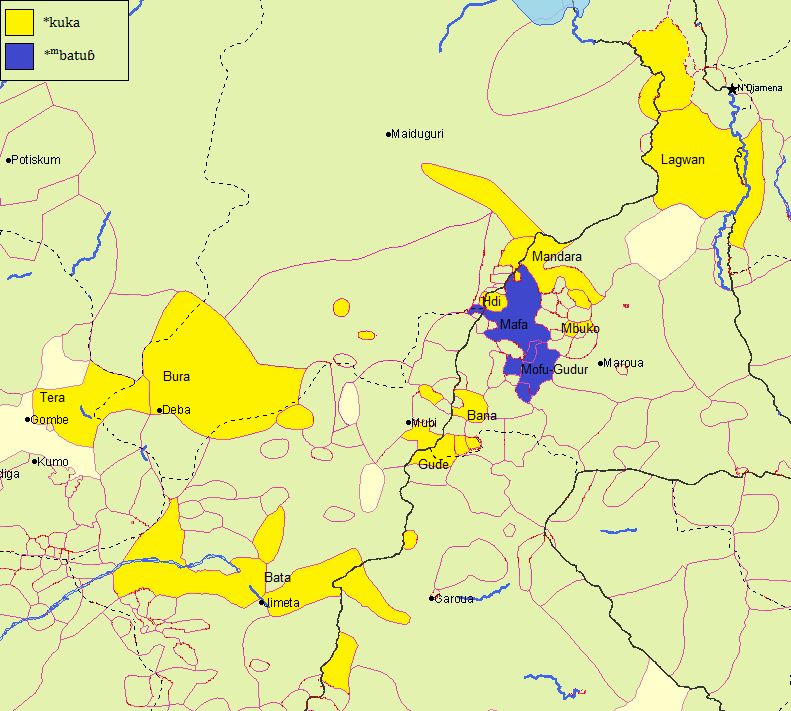 *kuka
*ᵐbatuɓ
N'Djamena
Maiduguri
Potiskum
Lagwan
Mandara
Hdi
Mafa
Mbuko
Maroua
Mofu-Gudur
Bura
Tera
Deba
Gombe
Bana
Mubi
Kumo
Gude
diga
Bata
Jimeta
Garoua